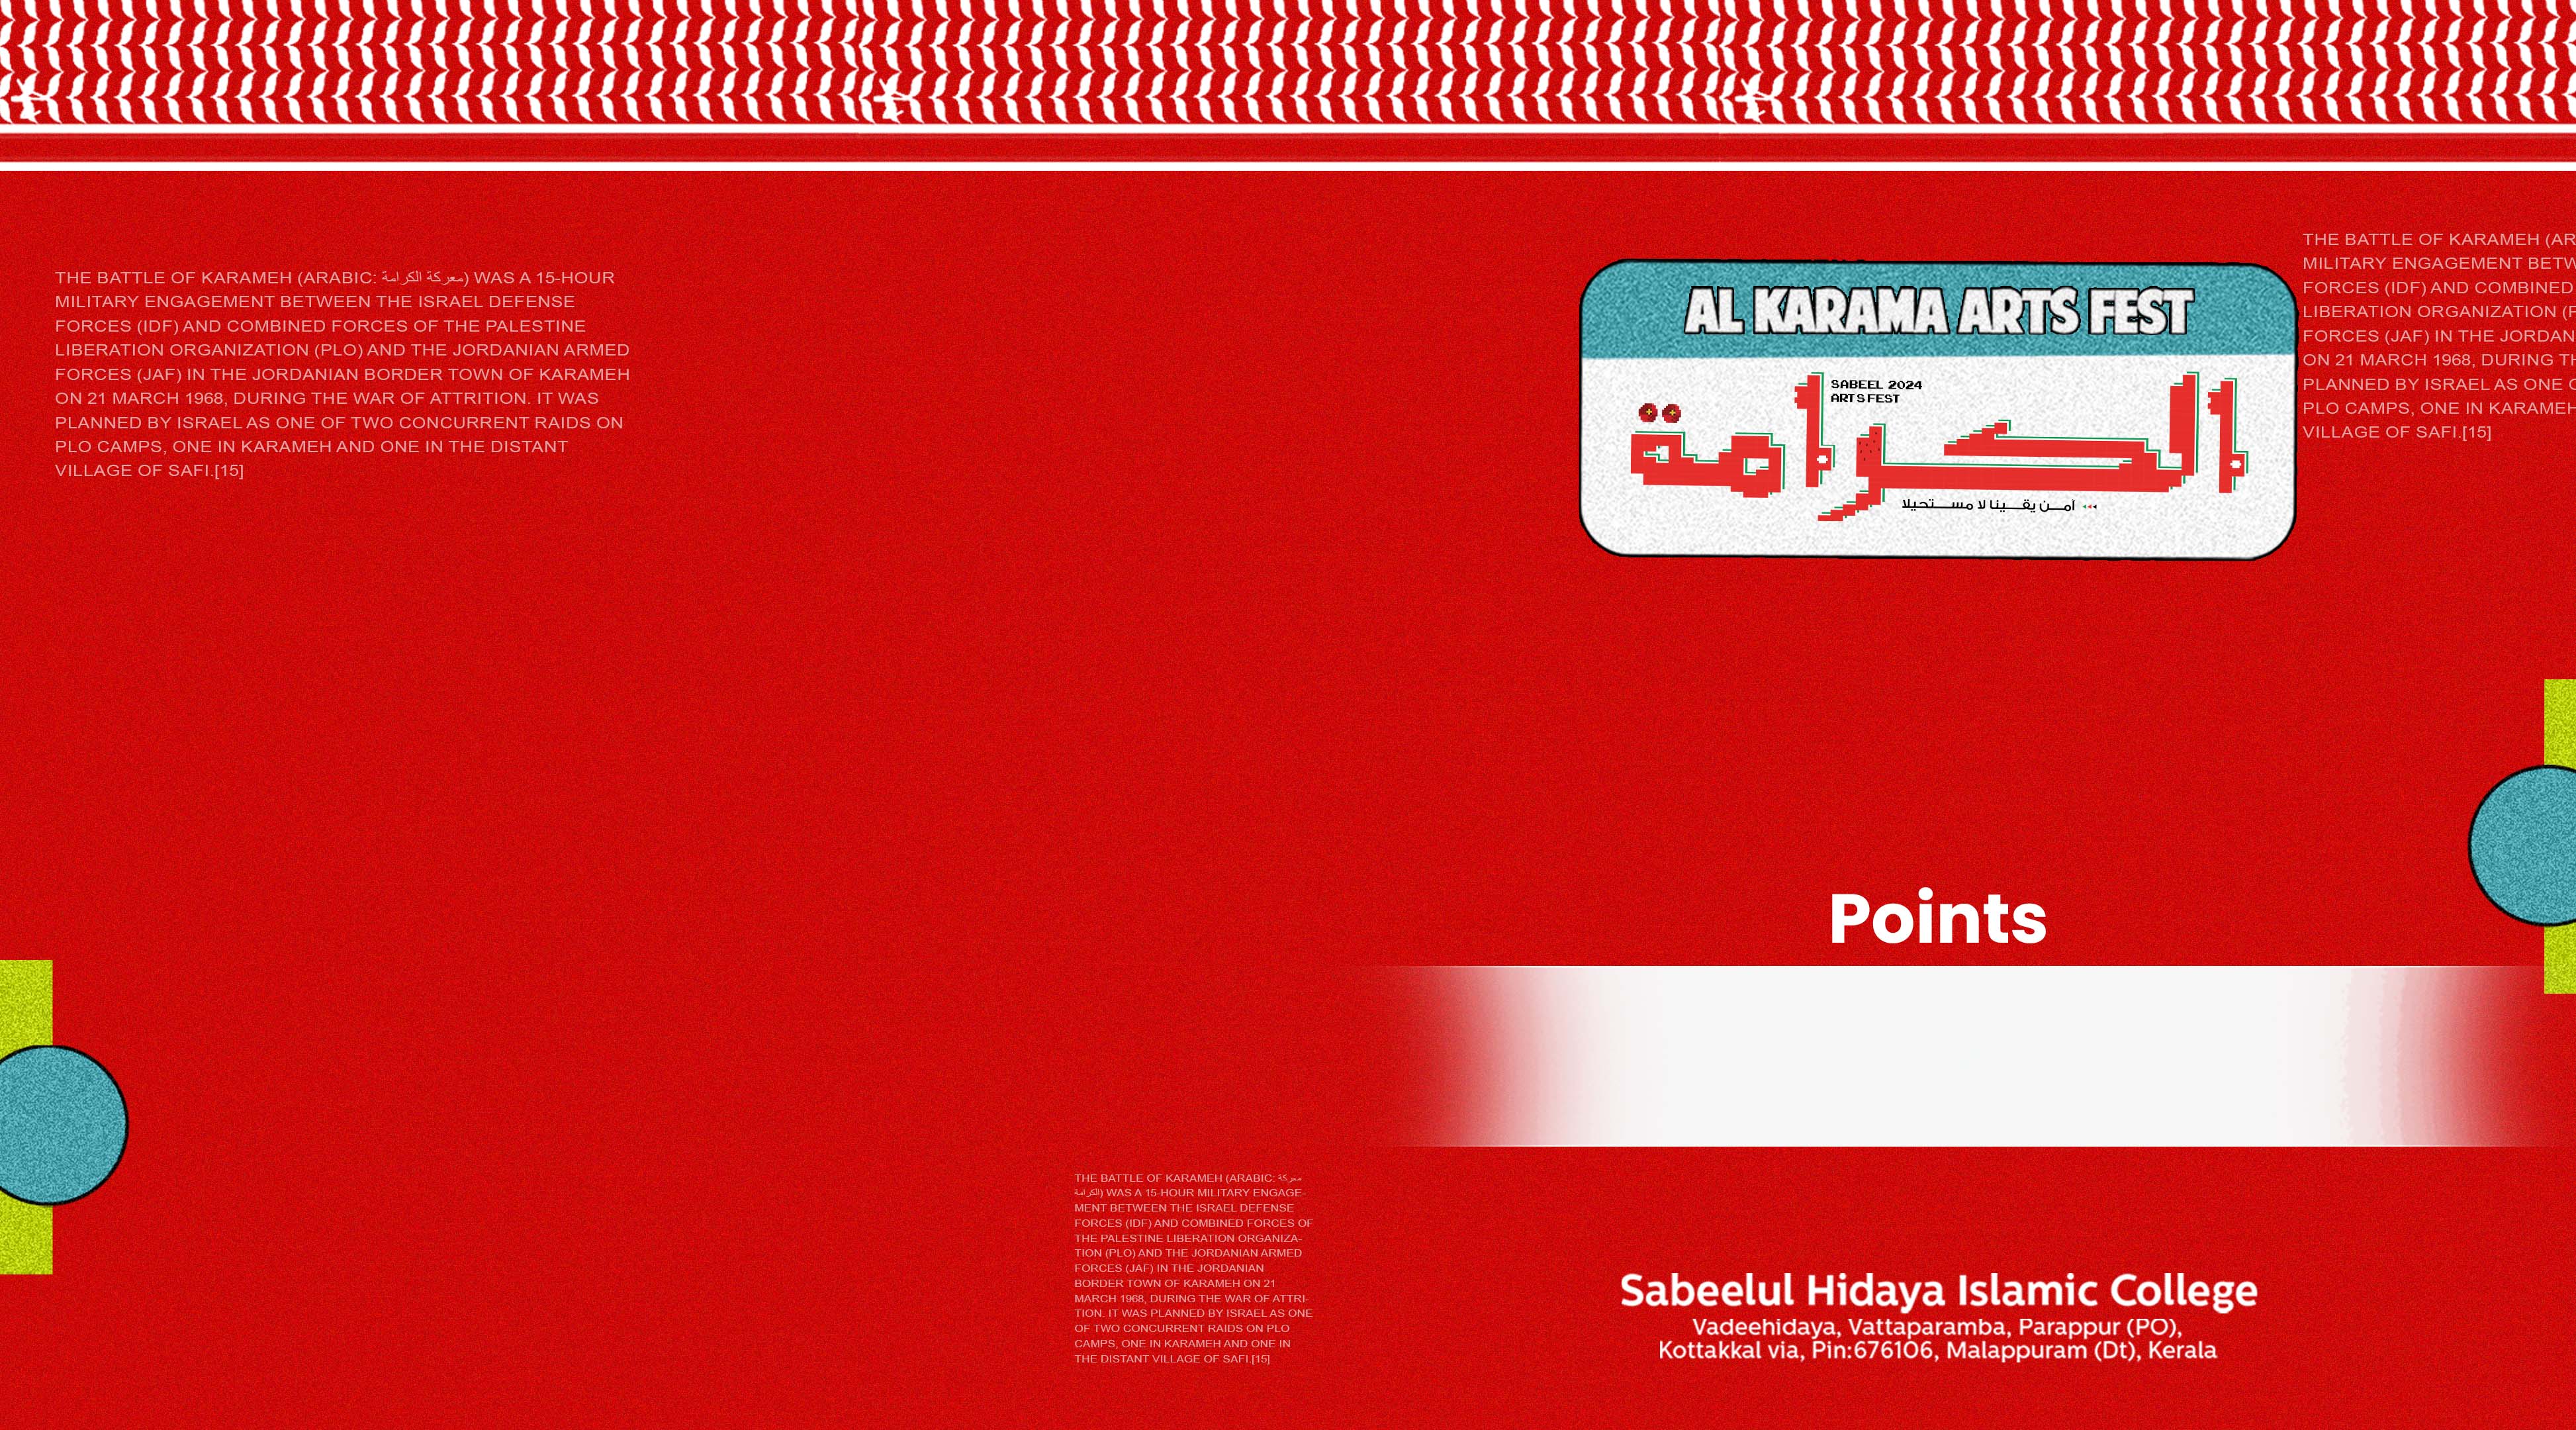 THE BATTLE OF KARAMEH (ARABIC: معركة الكرامة) WAS A 15-HOUR
MILITARY ENGAGEMENT BETWEEN THE ISRAEL DEFENSE
FORCES (IDF) AND COMBINED FORCES OF THE PALESTINE
LIBERATION ORGANIZATION (PLO) AND THE JORDANIAN ARMED
FORCES (JAF) IN THE JORDANIAN BORDER TOWN OF KARAMEH
ON 21 MARCH 1968, DURING THE WAR OF ATTRITION. IT WAS
PLANNED BY ISRAEL AS ONE OF TWO CONCURRENT RAIDS ON
PLO CAMPS, ONE IN KARAMEH AND ONE IN THE DISTANT
VILLAGE OF SAFI.[15]
AL KARAMA ARTS FEST
SABEEL 2024
ARTS FEST
الكرامة
آمن يقينا لا مستحيلا
THE BATTLE OF KARAMEH (AR
MILITARY ENGAGEMENT BETW
FORCES (IDF) AND COMBINED
LIBERATION ORGANIZATION (P
FORCES (JAF) IN THE JORDAN
ON 21 MARCH 1968, DURING TH
PLANNED BY ISRAEL AS ONE O
PLO CAMPS, ONE IN KARAMEH
VILLAGE OF SAFI.[15]
Points
THE BATTLE OF KARAMEH (ARABIC: معركة
الكرامة) WAS A 15-HOUR MILITARY ENGAGE-
MENT BETWEEN THE ISRAEL DEFENSE
FORCES (IDF) AND COMBINED FORCES OF
THE PALESTINE LIBERATION ORGANIZA-
TION (PLO) AND THE JORDANIAN ARMED
FORCES (JAF) IN THE JORDANIAN
BORDER TOWN OF KARAMEH ON 21
MARCH 1968, DURING THE WAR OF ATTRI-
TION. IT WAS PLANNED BY ISRAEL AS ONE
OF TWO CONCURRENT RAIDS ON PLO
CAMPS, ONE IN KARAMEH AND ONE IN
THE DISTANT VILLAGE OF SAFI.[15]
Sabeelul Hidaya Islamic College
Vadeehidaya, Vattaparamba, Parappur (PO),
Kottakkal via, Pin:676106, Malappuram (Dt), Kerala